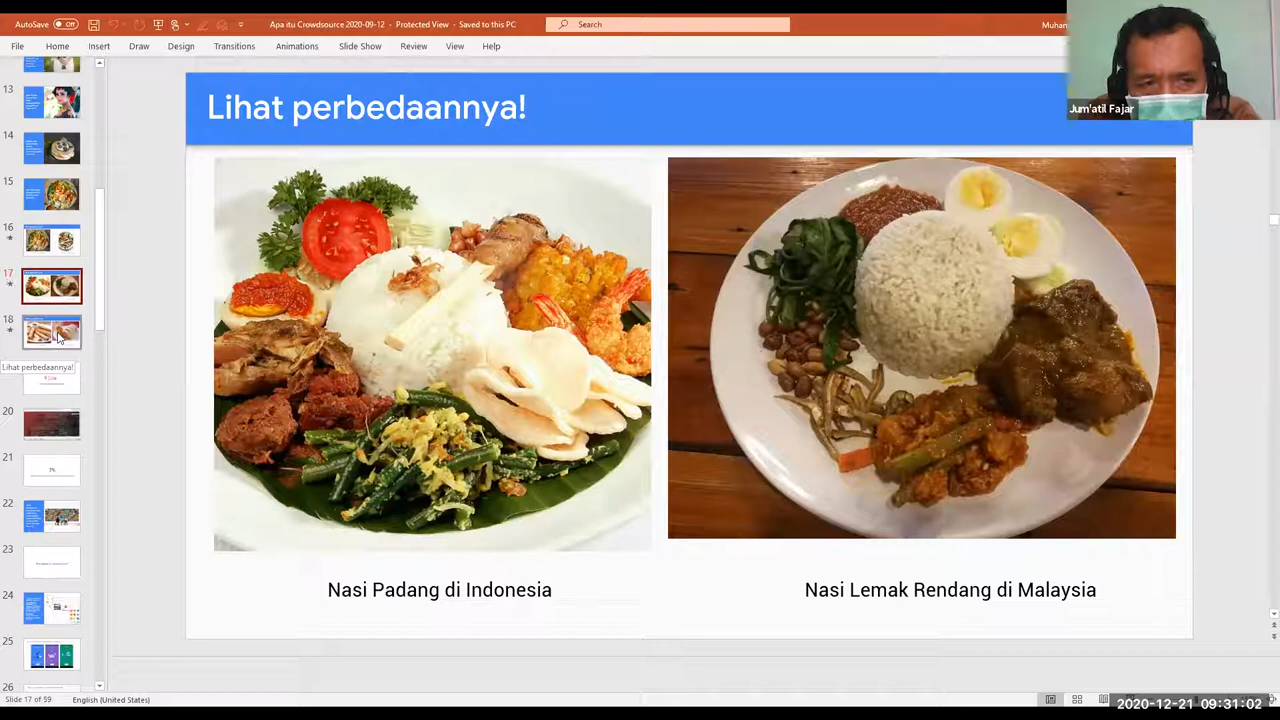 AutoSave
Off
Apa itu Crowdsource 2020-09-12 - Protected View - Saved to this PC
Search
Muham
File
Home
Insert
Draw
Design
Transitions
Animations
Slide Show
Review
View
Help
Jum'atil Fajar
Lihat perbedaannya!
13
14
15
16
17
18
Lihat perbedaannya!
20
21
22
23
24
25
26
Nasi Padang di Indonesia
Nasi Lemak Rendang di Malaysia
Slide 17 of 59
English (United States)
2020-12-21 09:31:02